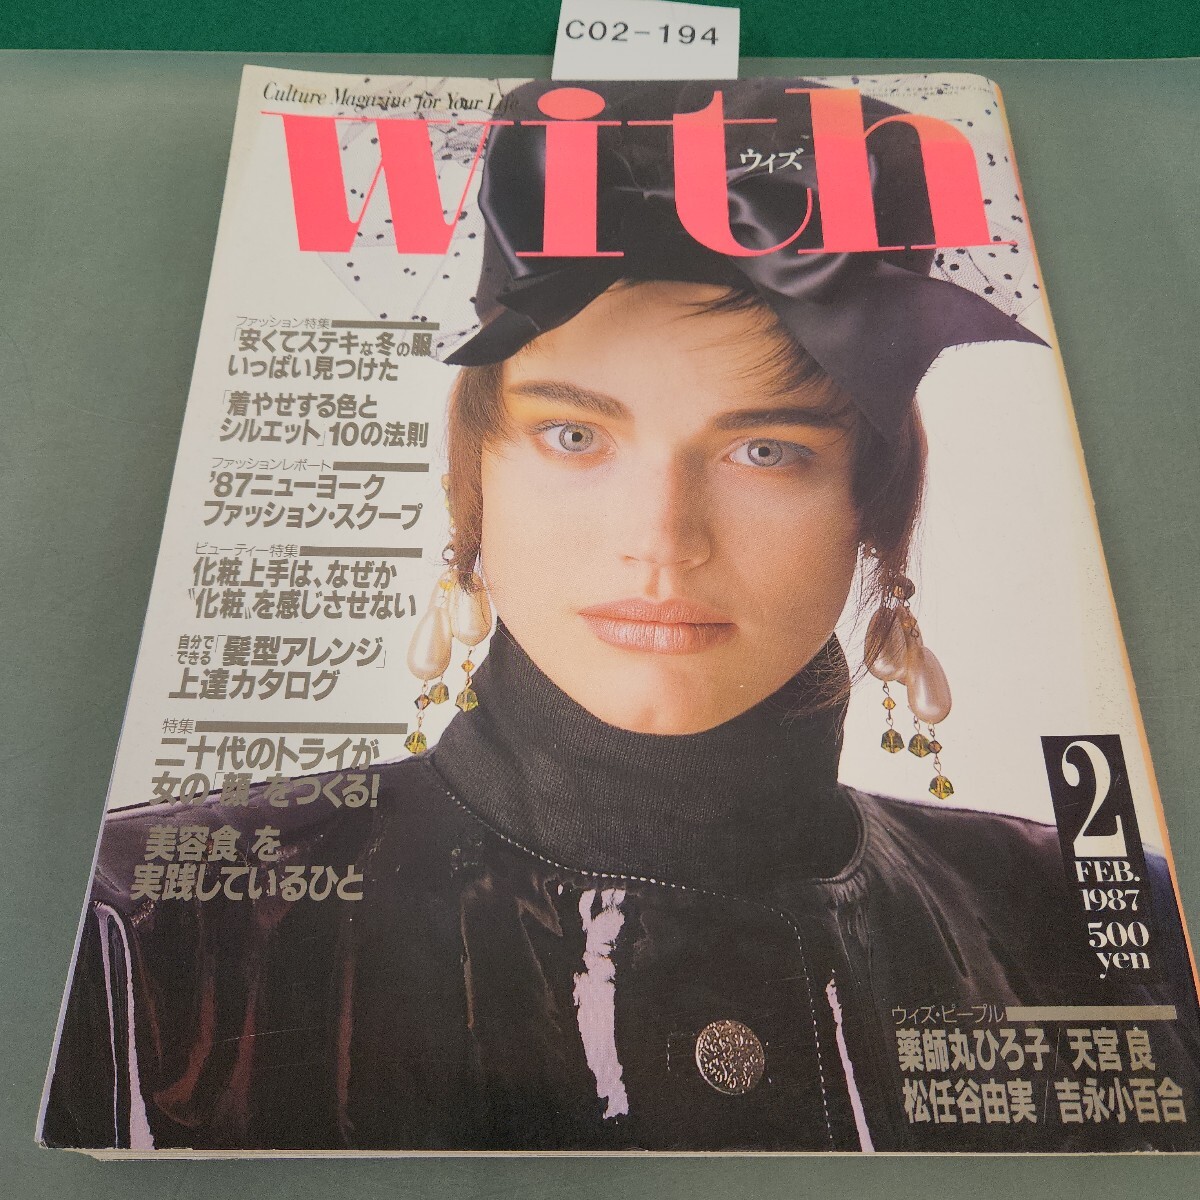 C02-194
Culture Magazine for Your Life
with
ウィズ
ファッション特集
「安くてステキな冬の服」
いっぱい見つけた
「着やせする色と
シルエット」10の法則
ファッションレポート
'87ニューヨーク
ファッション・スクープ
ビューティー特集
化粧上手は、なぜか
〝化粧〟を感じさせない
自分でできる「髪型アレンジ」
上達カタログ
特集
二十代のトライが
女の「顔」をつくる!
美容食 を
実践しているひと
2
FEB.
1987
500
yen
ウィズ・ピープル
薬師丸ひろ子/天宮 良
松任谷由実/吉永小百合